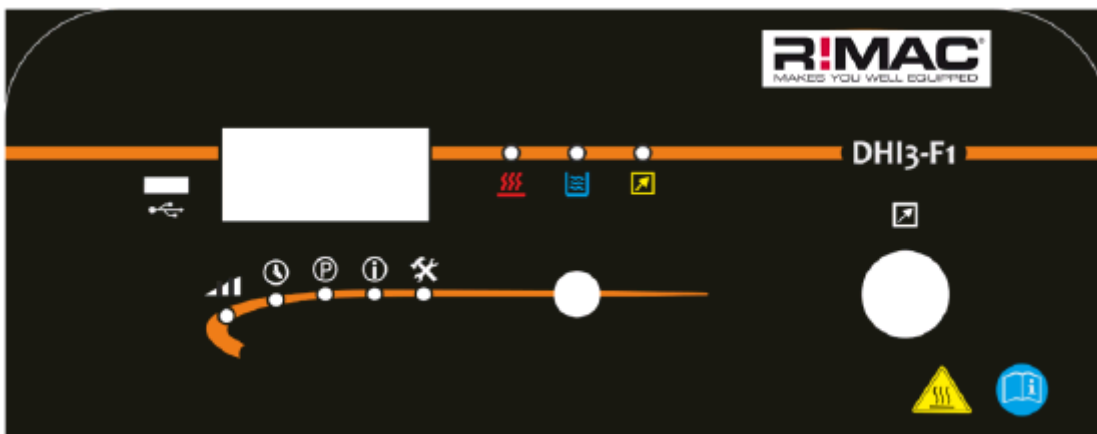 R!MAC®
MAKES YOU WELL EQUIPPED
DHI3-F1
P
i
i